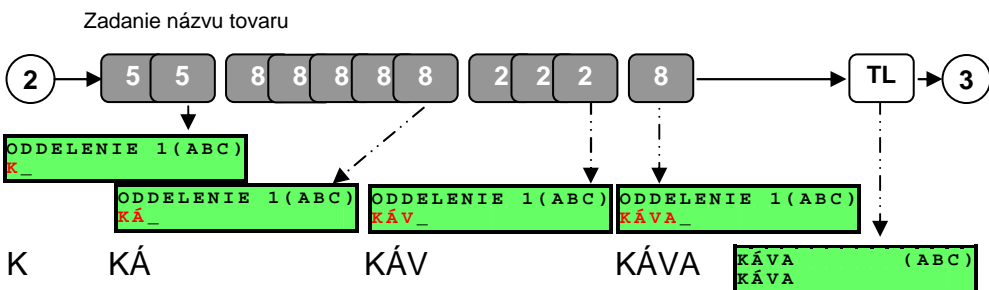 Zadanie názvu tovaru
2 5 5 8 8 8 8 8 2 2 2 8 TL 3
ODDELENIE 1(ABC)
K_
ODDELENIE 1(ABC)
KÁ_
ODDELENIE 1(ABC)
KÁV_
ODDELENIE 1(ABC)
KÁVA_
K KÁ KÁV KÁVA
KÁVA (ABC)
KÁVA